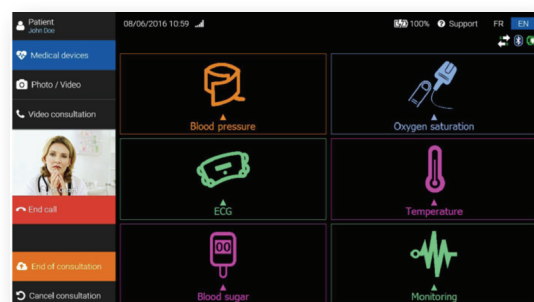 Patient
John Doe
08/06/2016 10:59
100%
Support
FR
EN
Medical devices
Photo / Video
Video consultation
End call
End of consultation
Cancel consultation
Blood pressure
Oxygen saturation
ECG
Temperature
00
Blood sugar
Monitoring